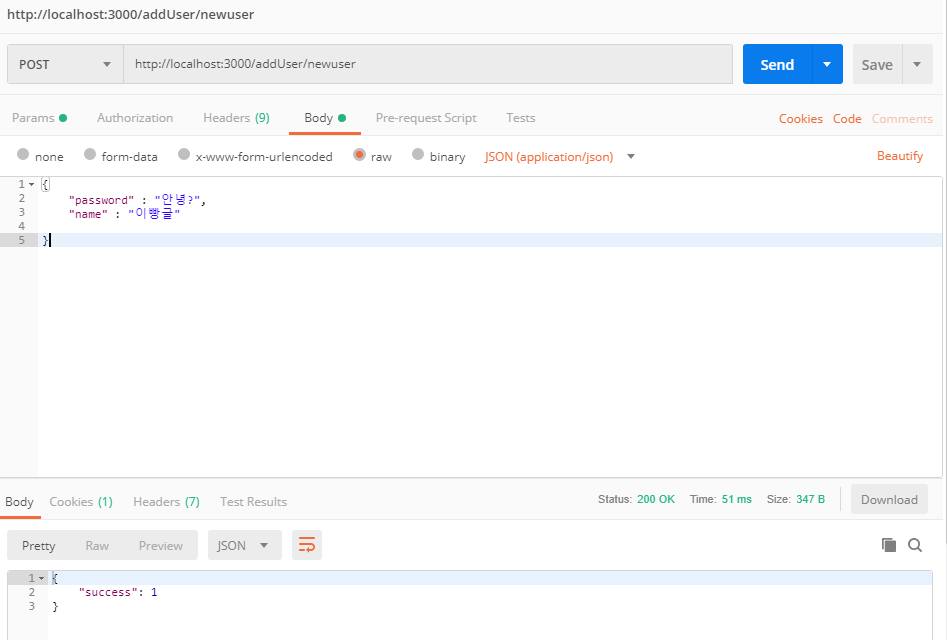 http://localhost:3000/addUser/newuser
POST http://localhost:3000/addUser/newuser Send Save
Params Authorization Headers (9) Body Pre-request Script Tests Cookies Code Comments
none form-data x-www-form-urlencoded raw binary JSON (application/json) Beautify
1 {
2 "password" : "안녕?",
3 "name" : "이빵글"
4
5 }
Body Cookies (1) Headers (7) Test Results Status: 200 OK Time: 51 ms Size: 347 B Download
Pretty Raw Preview JSON
1 {
2 "success": 1
3 }